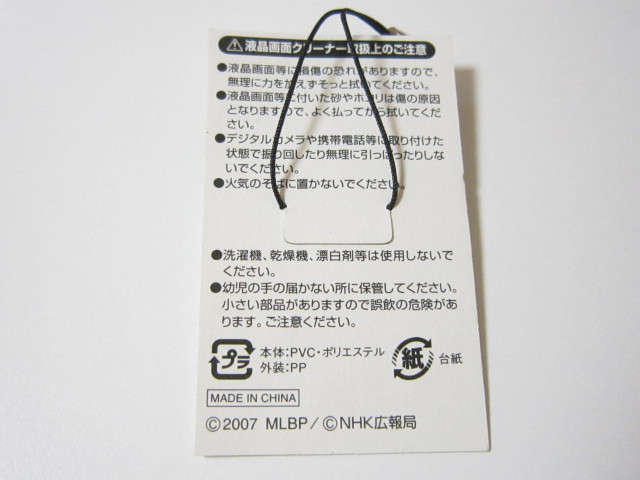 液晶画面クリーナー取扱上のご注意
●液晶画面等に損傷の恐れがありますので、
無理に力を加えずそっと拭いてください。
●液晶画面等に付いた砂やホコリは傷の原因
となりますので、よく払ってから拭いてくだ
さい。
●デジタルカメラや携帯電話等に取り付けた
状態で振り回したり無理に引っぱったりしな
いでください。
●火気のそばに置かないでください。
●洗濯機、乾燥機、漂白剤等は使用しないで
ください。
●幼児の手の届かない所に保管してください。
小さい部品がありますので誤飲の危険があ
ります。ご注意ください。
プラ 本体:PVC・ポリエステル
外装:PP
紙 台紙
MADE IN CHINA
©2007 MLBP/©NHK広報局